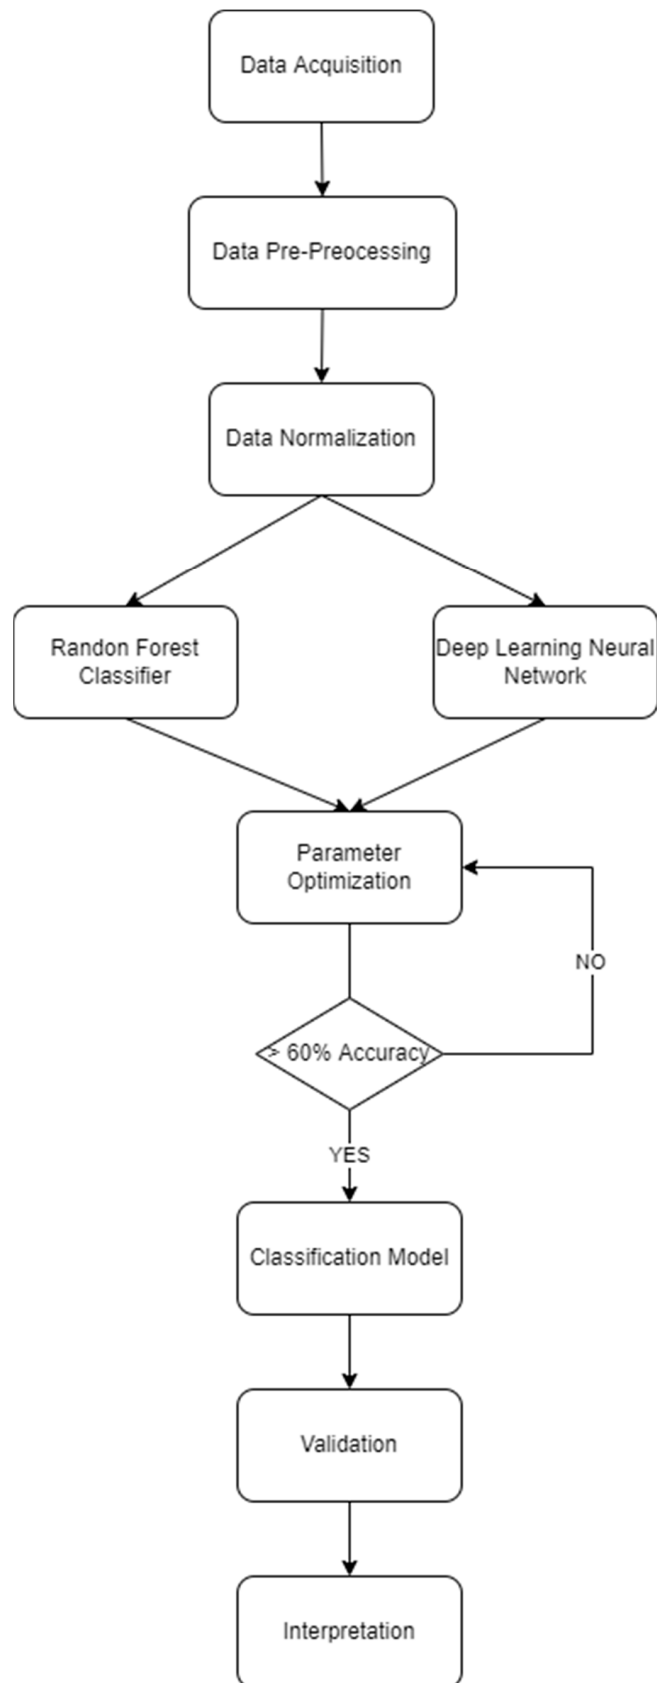 Data Acquisition
Data Pre-Preocessing
Data Normalization
Randon Forest
Classifier
Deep Learning Neural
Network
Parameter
Optimization
NO
> 60% Accuracy
YES
Classification Model
Validation
Interpretation